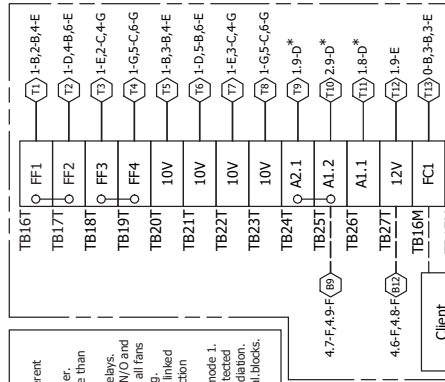 TB16T FF1 T1 1-B,2-B,4-E
TB17T FF2 T2 1-D,4-B,6-E
TB18T FF3 T3 1-E,2-C,4-G
TB19T FF4 T4 1-G,5-C,6-G
TB20T 10V T5 1-B,3-B,4-E
TB21T 10V T6 1-D,5-B,6-E
TB22T 10V T7 1-E,3-C,4-G
TB23T 10V T8 1-G,5-C,6-G
TB24T A2.1 T9 1.9-D*
4.7-F,4.9-F B9 TB25T A1.2 T10 2.9-D*
TB26T A1.1 T11 1.8-D*
4.6-F,4.8-F B12 TB27T 12V T12 1.9-E
TB16M FC1 T13 0-B,3-B,3-E
Client
erent
er.
e than
elays.
N/O and
all fans
g.
linked
ction
mode 1.
tected
diation.
al.blocks.